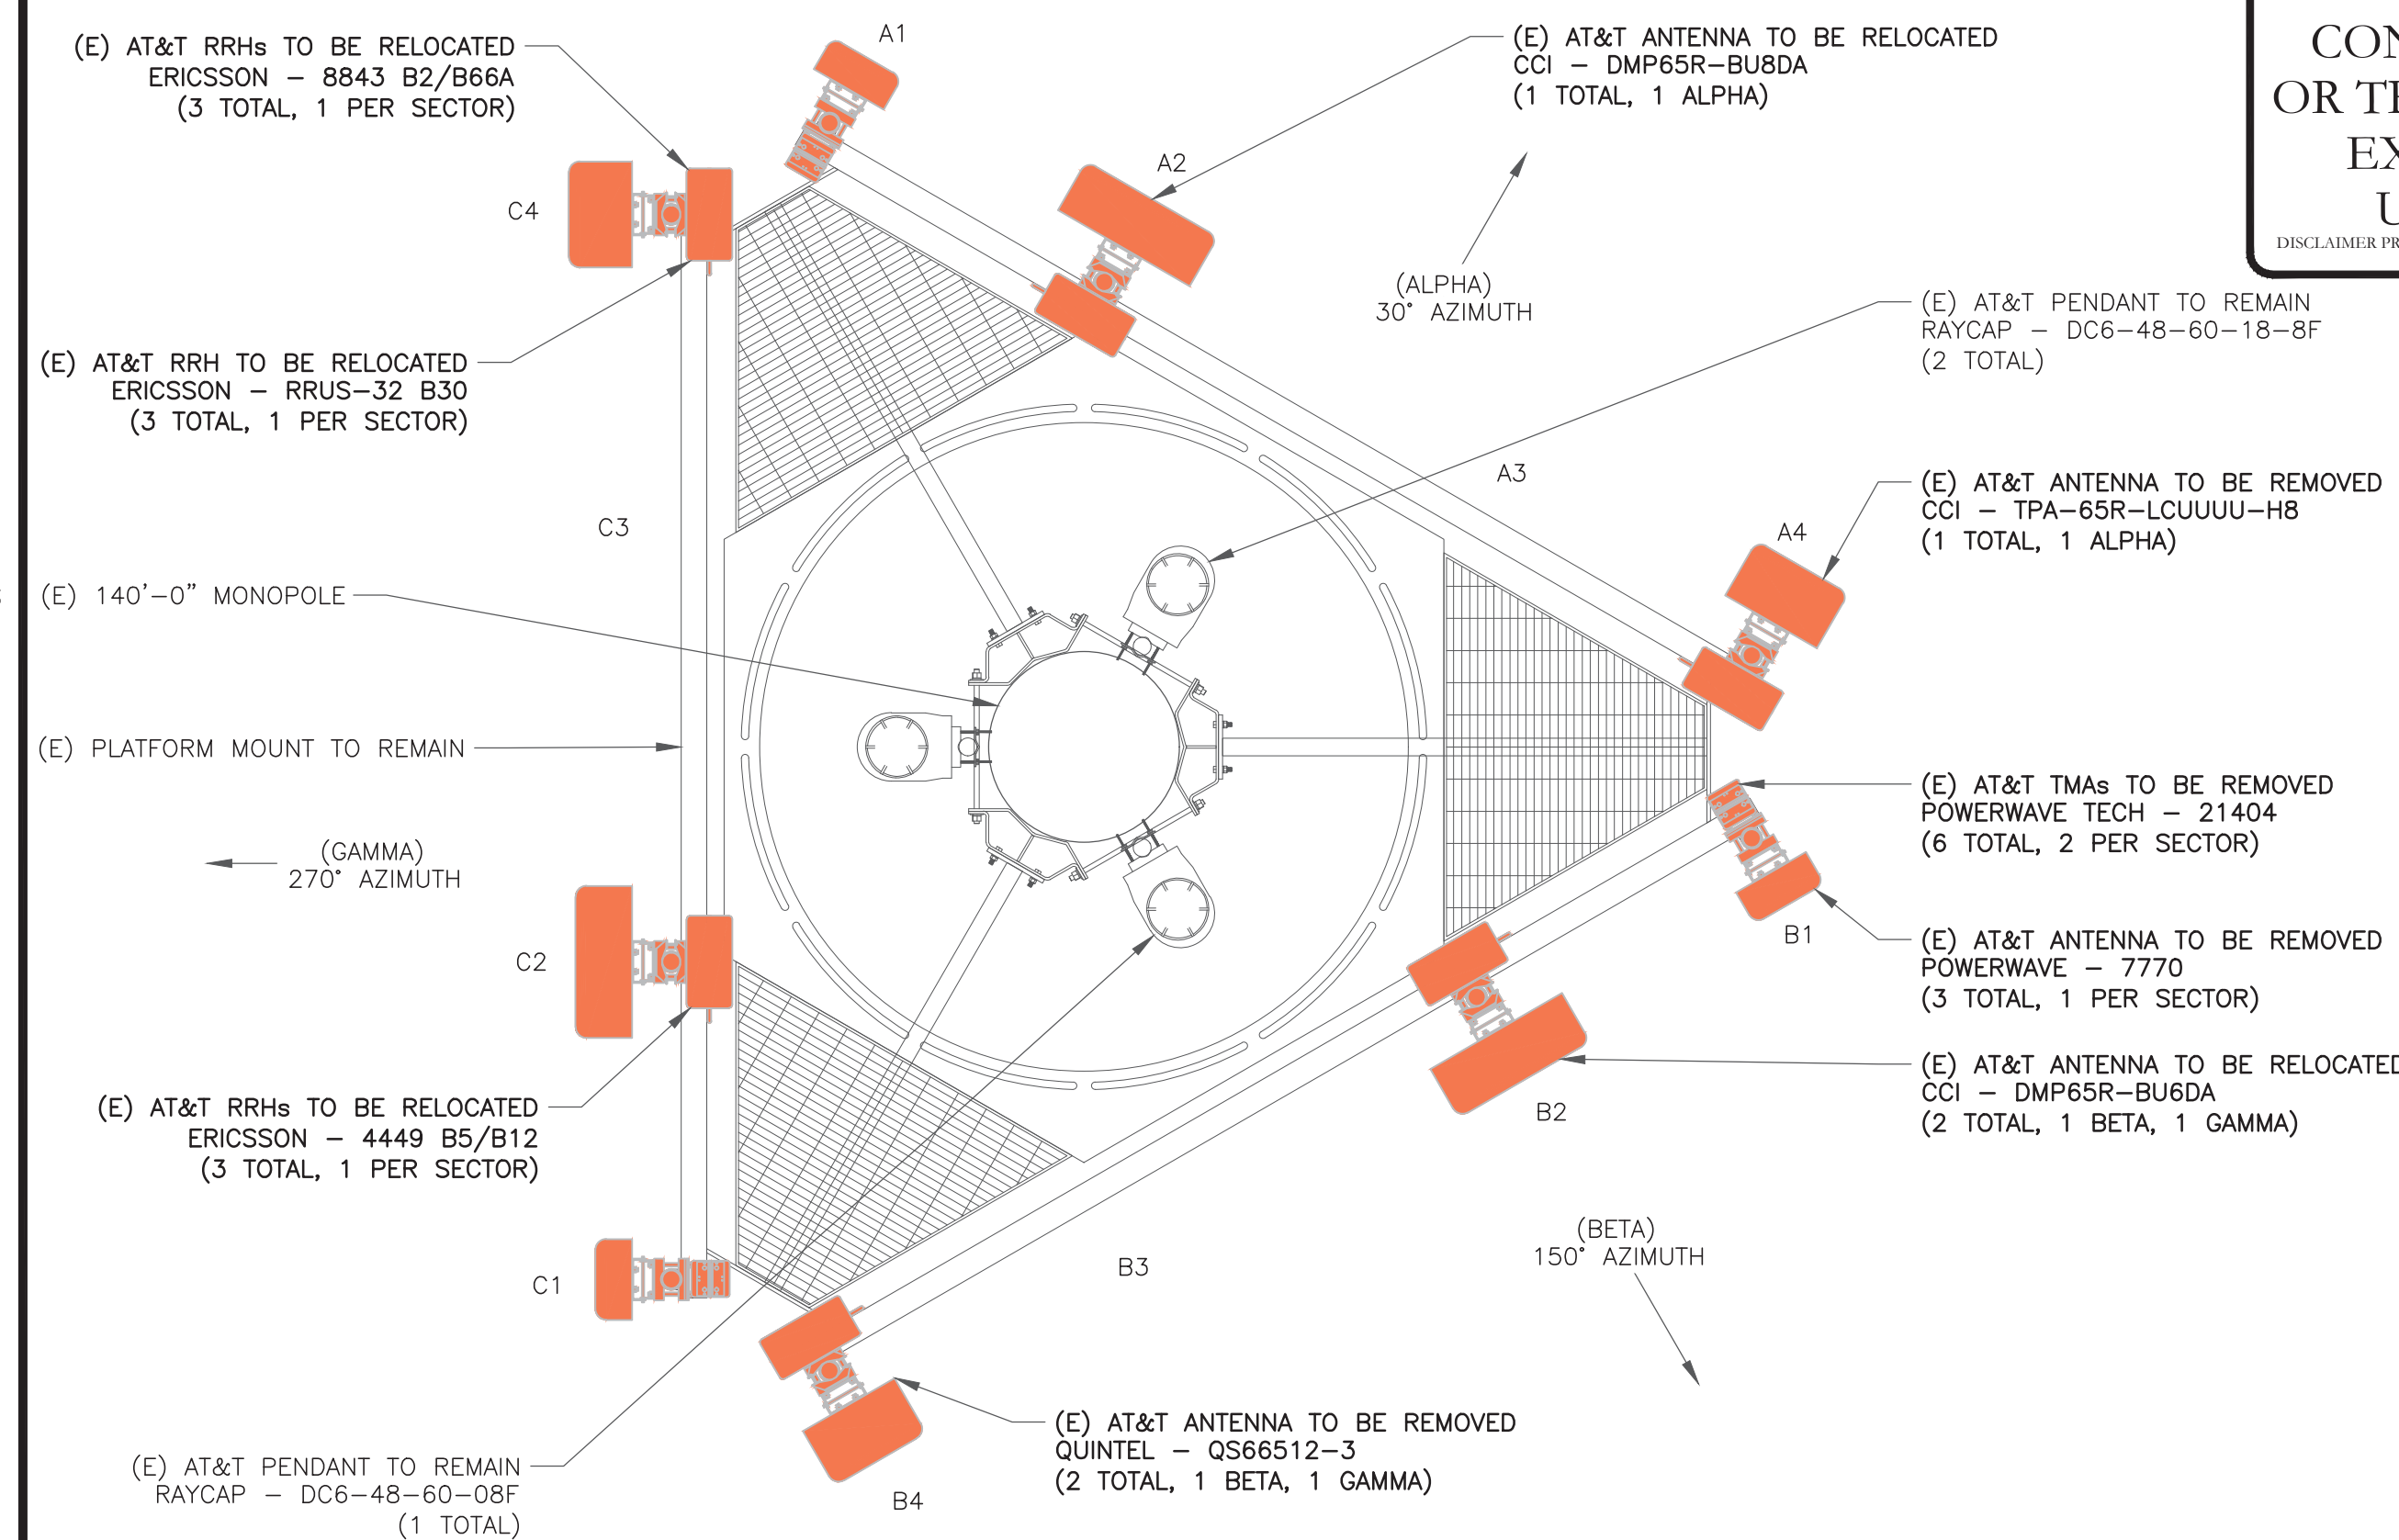 (E) AT&T RRHs TO BE RELOCATED
ERICSSON – 8843 B2/B66A
(3 TOTAL, 1 PER SECTOR)
A1
(E) AT&T ANTENNA TO BE RELOCATED
CCI – DMP65R–BU8DA
(1 TOTAL, 1 ALPHA)
OR
DISCLAIMER
A2
C4
(ALPHA)
30° AZIMUTH
(E) AT&T PENDANT TO REMAIN
RAYCAP – DC6–48–60–18–8F
(2 TOTAL)
(E) AT&T RRH TO BE RELOCATED
ERICSSON – RRUS–32 B30
(3 TOTAL, 1 PER SECTOR)
A3
(E) AT&T ANTENNA TO BE REMOVED
CCI – TPA–65R–LCUUUU–H8
(1 TOTAL, 1 ALPHA)
C3
A4
(E) 140'–0" MONOPOLE
(E) PLATFORM MOUNT TO REMAIN
(E) AT&T TMAs TO BE REMOVED
POWERWAVE TECH – 21404
(6 TOTAL, 2 PER SECTOR)
(GAMMA)
270° AZIMUTH
B1
(E) AT&T ANTENNA TO BE REMOVED
POWERWAVE – 7770
(3 TOTAL, 1 PER SECTOR)
C2
(E) AT&T ANTENNA TO BE RELOCATED
CCI – DMP65R–BU6DA
(2 TOTAL, 1 BETA, 1 GAMMA)
B2
(E) AT&T RRHs TO BE RELOCATED
ERICSSON – 4449 B5/B12
(3 TOTAL, 1 PER SECTOR)
(BETA)
150° AZIMUTH
B3
C1
(E) AT&T ANTENNA TO BE REMOVED
QUINTEL – QS66512–3
(2 TOTAL, 1 BETA, 1 GAMMA)
B4
(E) AT&T PENDANT TO REMAIN
RAYCAP – DC6–48–60–08F
(1 TOTAL)